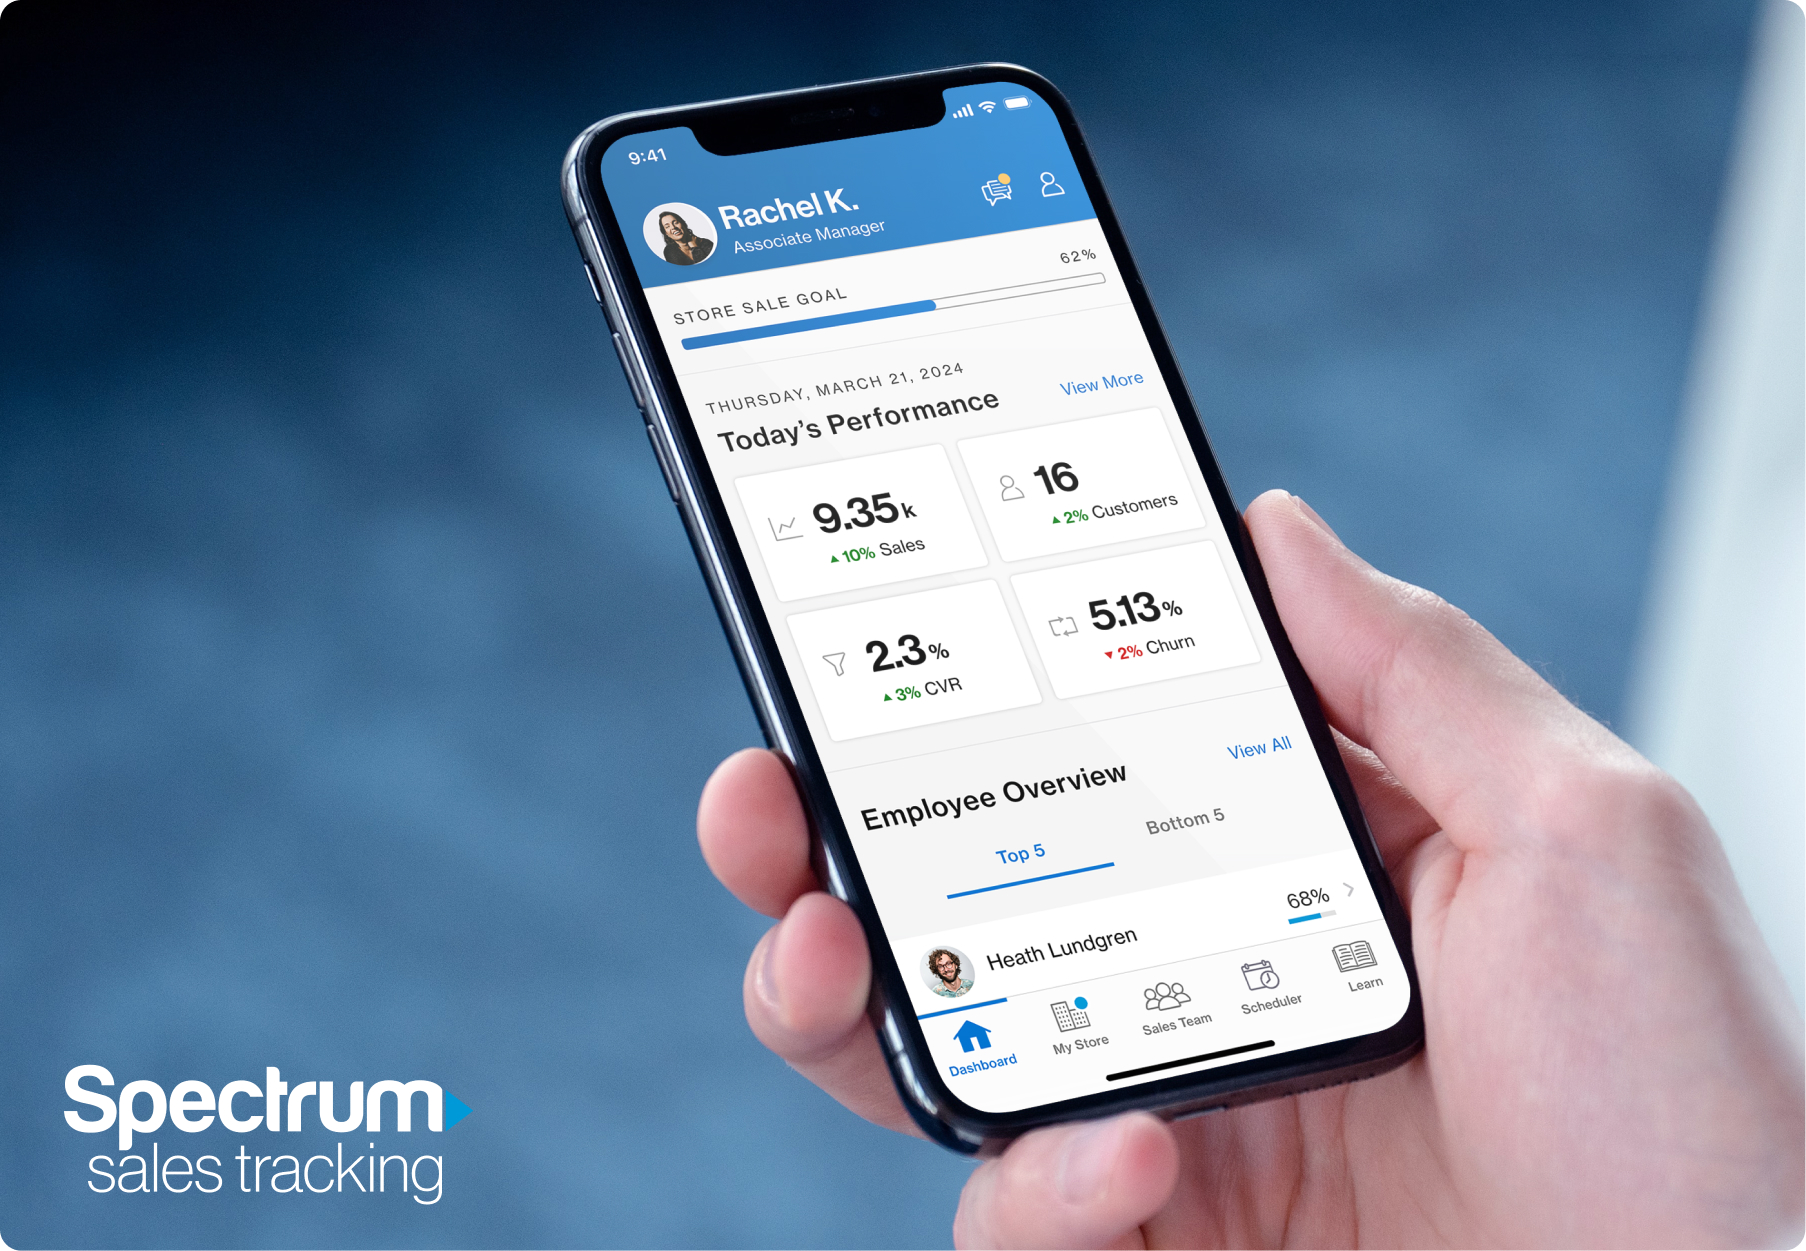 9:41
Rachel K.
Associate Manager
STORE SALE GOAL
62%
THURSDAY, MARCH 21, 2024
Today's Performance
View More
9.35k
▲ 10% Sales
16
▲ 2% Customers
2.3%
▲ 3% CVR
5.13%
▼ 2% Churn
Employee Overview
View All
Top 5
Bottom 5
Heath Lundgren
68%
Dashboard
My Store
Sales Team
Scheduler
Learn
Spectrum
sales tracking